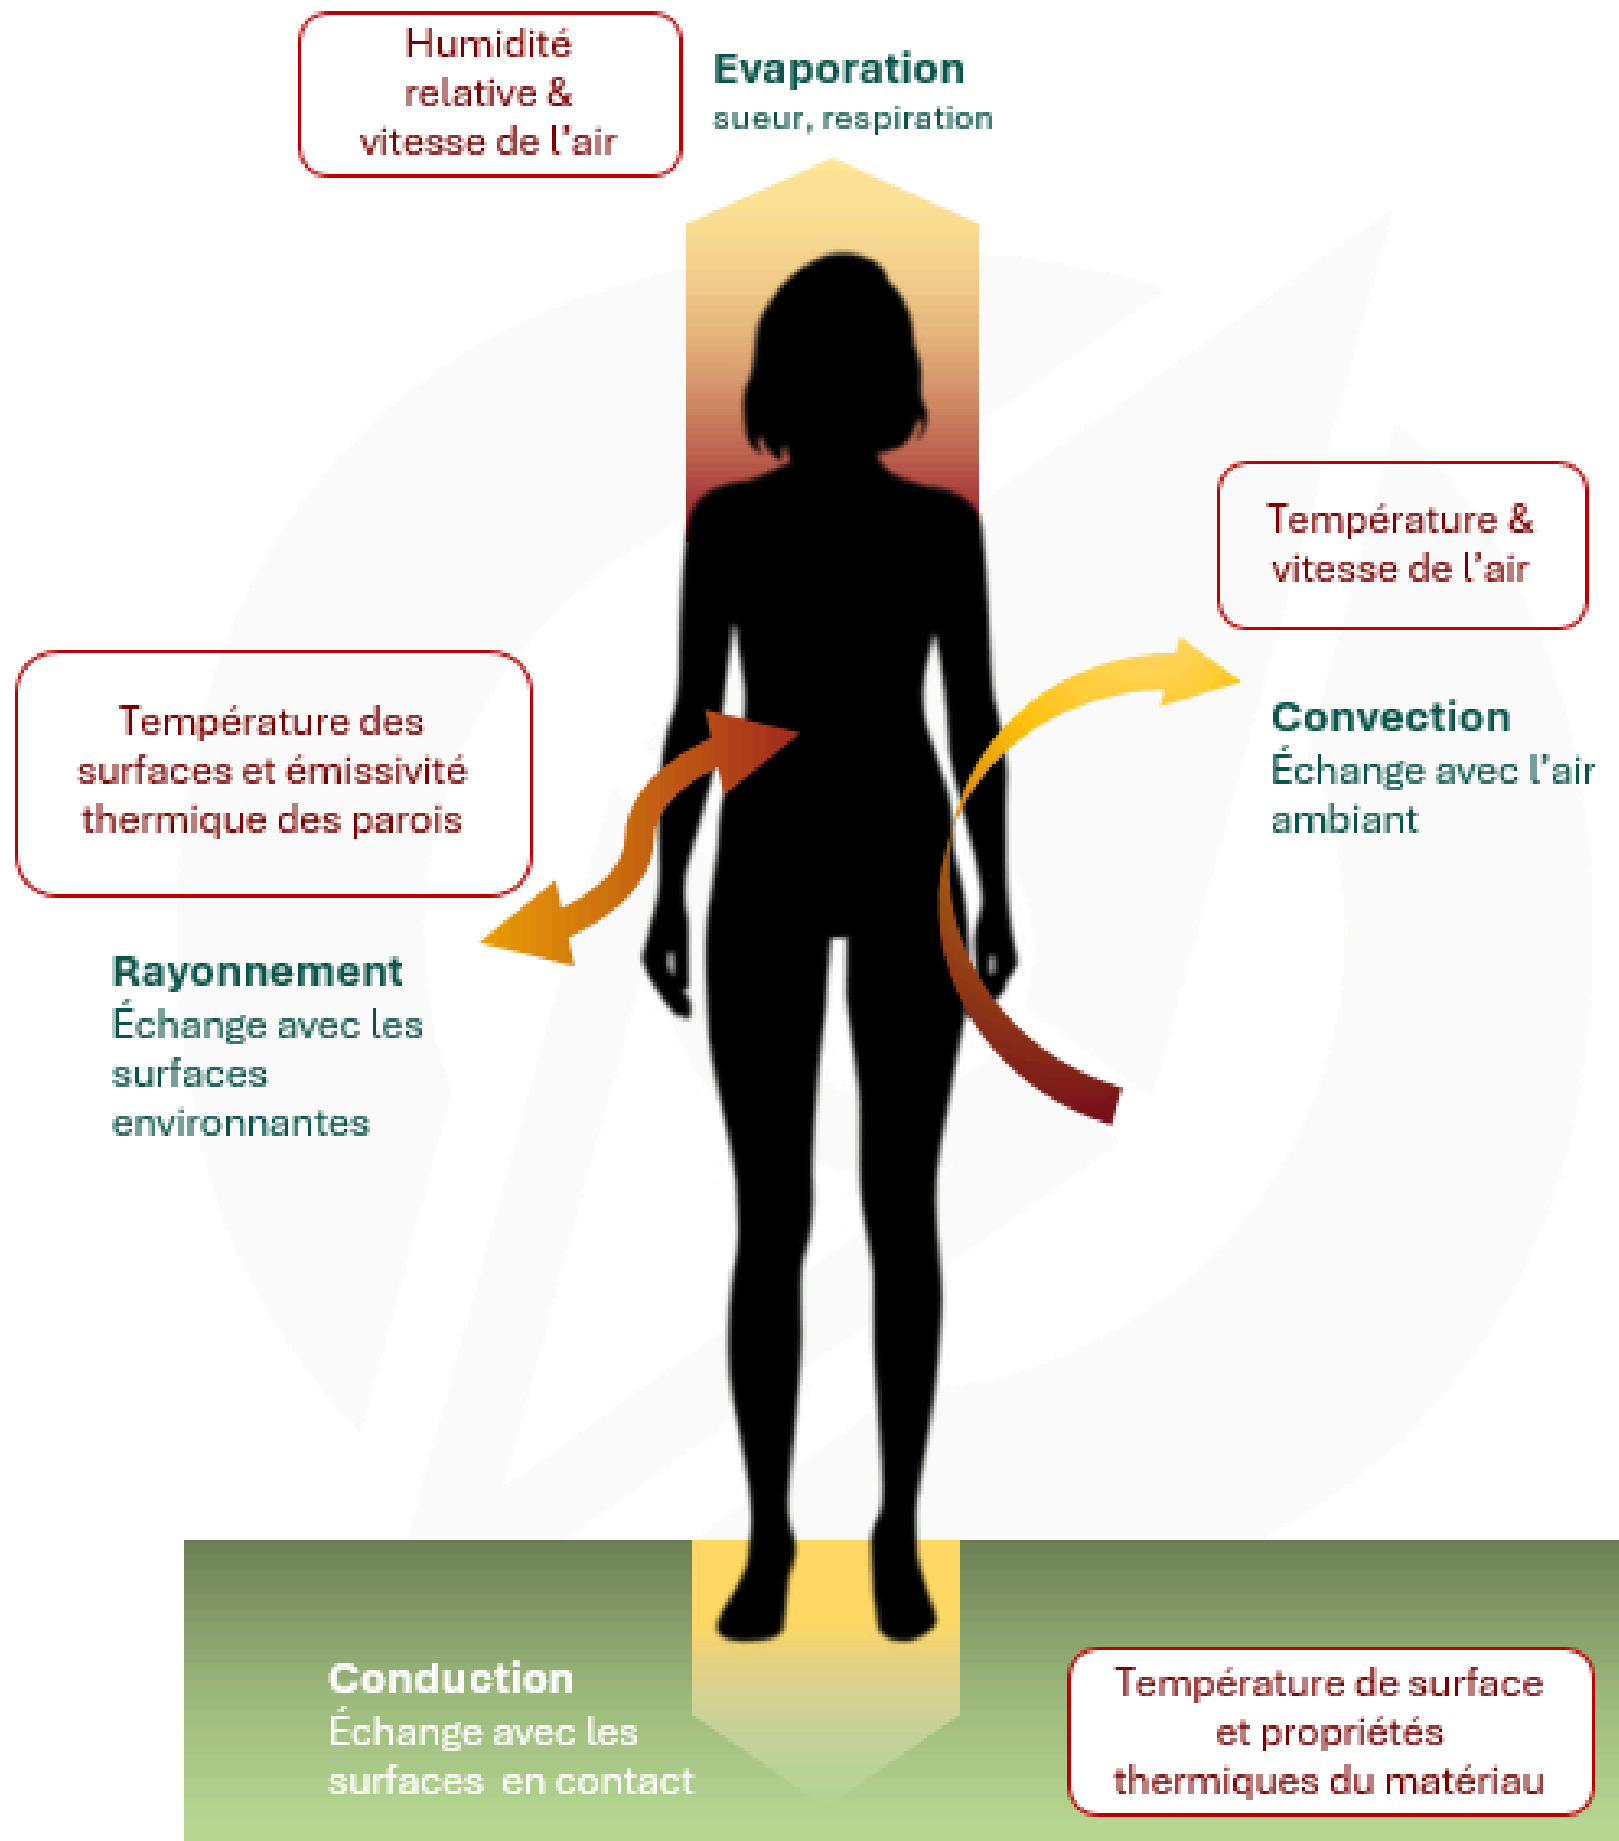 Humidité
relative &
vitesse de l'air
Evaporation
sueur, respiration
Température &
vitesse de l'air
Convection
Échange avec l'air
ambiant
Température des
surfaces et émissivité
thermique des parois
Rayonnement
Échange avec les
surfaces
environnantes
Conduction
Échange avec les
surfaces en contact
Température de surface
et propriétés
thermiques du matériau